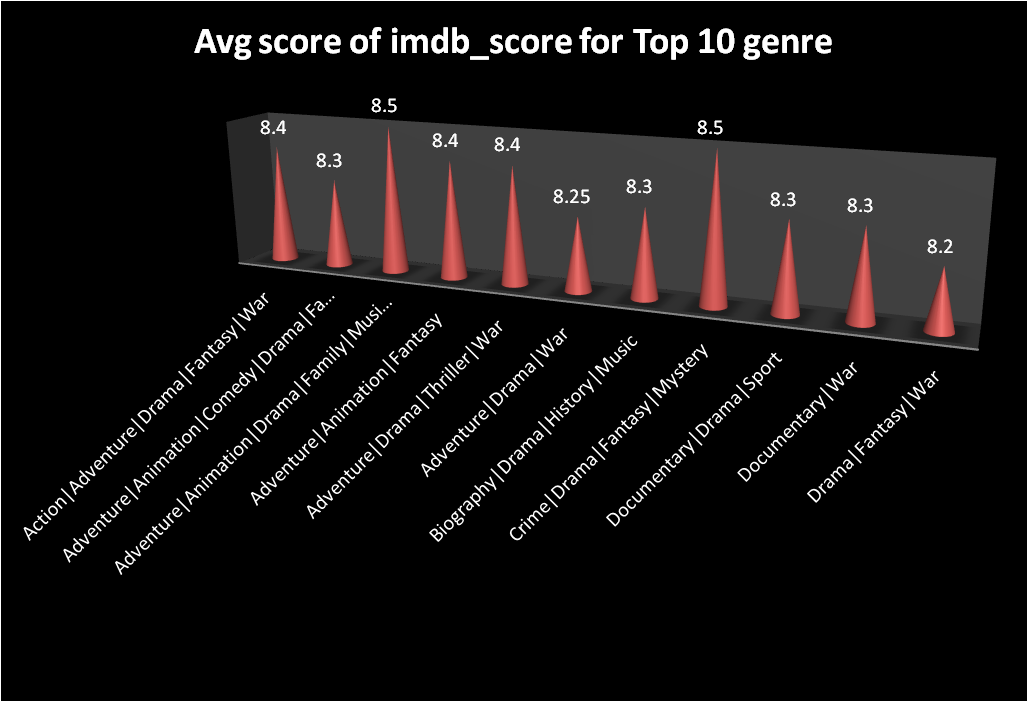 Avg score of imdb_score for Top 10 genre
8.4
8.3
8.5
8.4
8.4
8.25
8.3
8.5
8.3
8.3
8.2
Action|Adventure|Drama|Fantasy|War
Adventure|Animation|Comedy|Drama|Fa...
Adventure|Animation|Drama|Family|Musi...
Adventure|Animation|Fantasy
Adventure|Drama|Thriller|War
Adventure|Drama|War
Biography|Drama|History|Music
Crime|Drama|Fantasy|Mystery
Documentary|Drama|Sport
Documentary|War
Drama|Fantasy|War